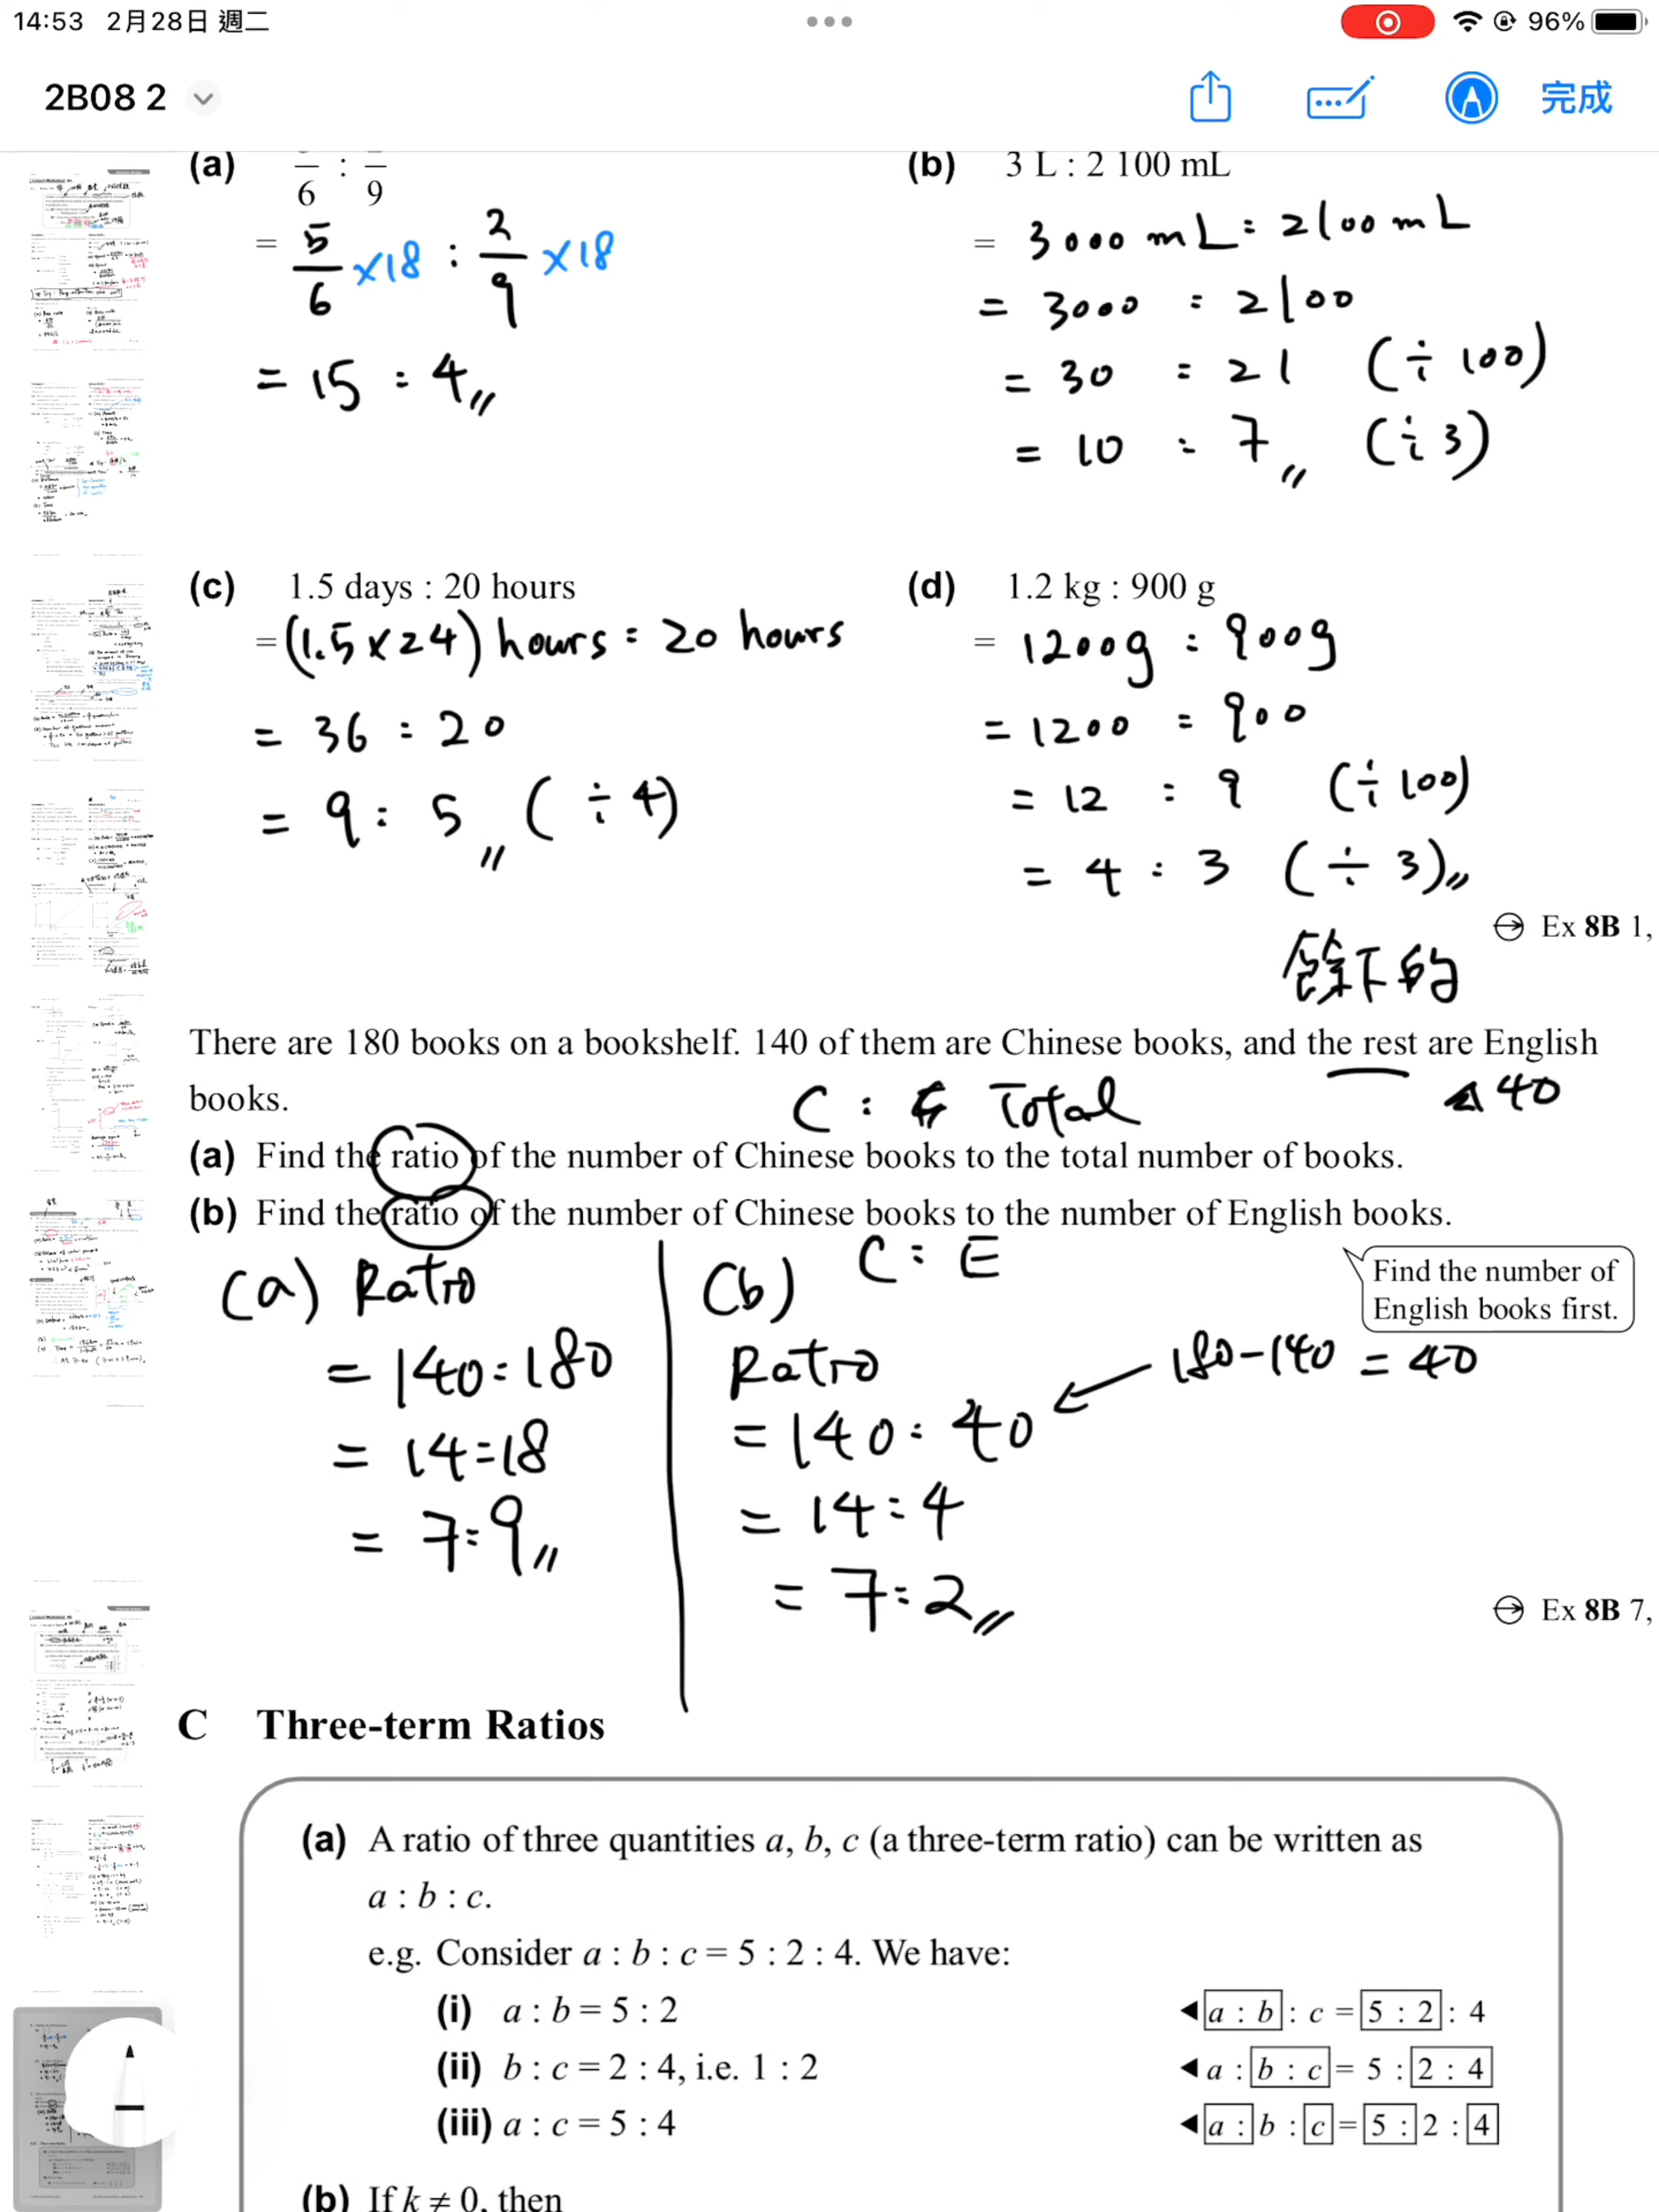 14:53 2月28日 週二
96%
2B08 2
完成
(a) 6 : 9
(b) 3 L : 2 100 mL
= 5/6 ×18 : 2/9 ×18
= 15 : 4
= 3000 mL : 2100 mL
= 3000 : 2100
= 30 : 21 (÷ 100)
= 10 : 7 (÷ 3)
(c) 1.5 days : 20 hours
= (1.5 × 24) hours : 20 hours
= 36 : 20
= 9 : 5 (÷ 4)
(d) 1.2 kg : 900 g
= 1200g : 900g
= 1200 : 900
= 12 : 9 (÷ 100)
= 4 : 3 (÷ 3)
Ex 8B 1,
餘下的
There are 180 books on a bookshelf. 140 of them are Chinese books, and the rest are English
books.
C : Total
40
(a) Find the ratio of the number of Chinese books to the total number of books.
(b) Find the ratio of the number of Chinese books to the number of English books.
(a) Ratio
= 140 : 180
= 14 : 18
= 7 : 9
(b) C : E
Ratio
= 140 : 40
180 - 140 = 40
= 14 : 4
= 7 : 2
Find the number of
English books first.
Ex 8B 7,
C Three-term Ratios
(a) A ratio of three quantities a, b, c (a three-term ratio) can be written as
a : b : c.
e.g. Consider a : b : c = 5 : 2 : 4. We have:
(i) a : b = 5 : 2 ◄ a : b : c = 5 : 2 : 4
(ii) b : c = 2 : 4, i.e. 1 : 2 ◄ a : b : c = 5 : 2 : 4
(iii) a : c = 5 : 4 ◄ a : b : c = 5 : 2 : 4
(b) If k ≠ 0, then